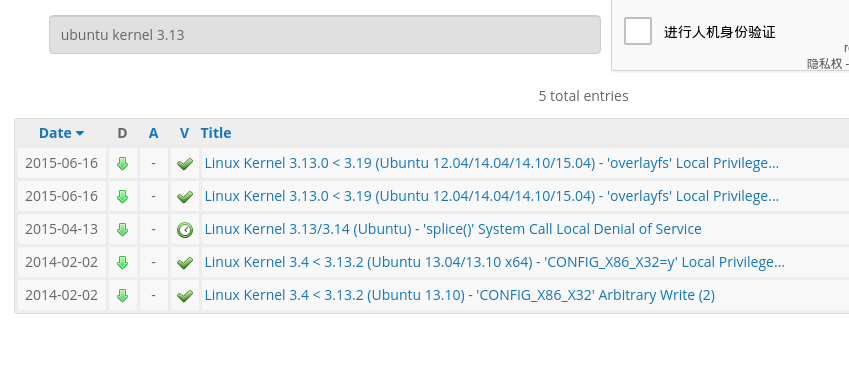 ubuntu kernel 3.13
进行人机身份验证
隐私权 -
5 total entries
Date D A V Title
2015-06-16 - Linux Kernel 3.13.0 < 3.19 (Ubuntu 12.04/14.04/14.10/15.04) - 'overlayfs' Local Privilege...
2015-06-16 - Linux Kernel 3.13.0 < 3.19 (Ubuntu 12.04/14.04/14.10/15.04) - 'overlayfs' Local Privilege...
2015-04-13 - Linux Kernel 3.13/3.14 (Ubuntu) - 'splice()' System Call Local Denial of Service
2014-02-02 - Linux Kernel 3.4 < 3.13.2 (Ubuntu 13.04/13.10 x64) - 'CONFIG_X86_X32=y' Local Privilege...
2014-02-02 - Linux Kernel 3.4 < 3.13.2 (Ubuntu 13.10) - 'CONFIG_X86_X32' Arbitrary Write (2)